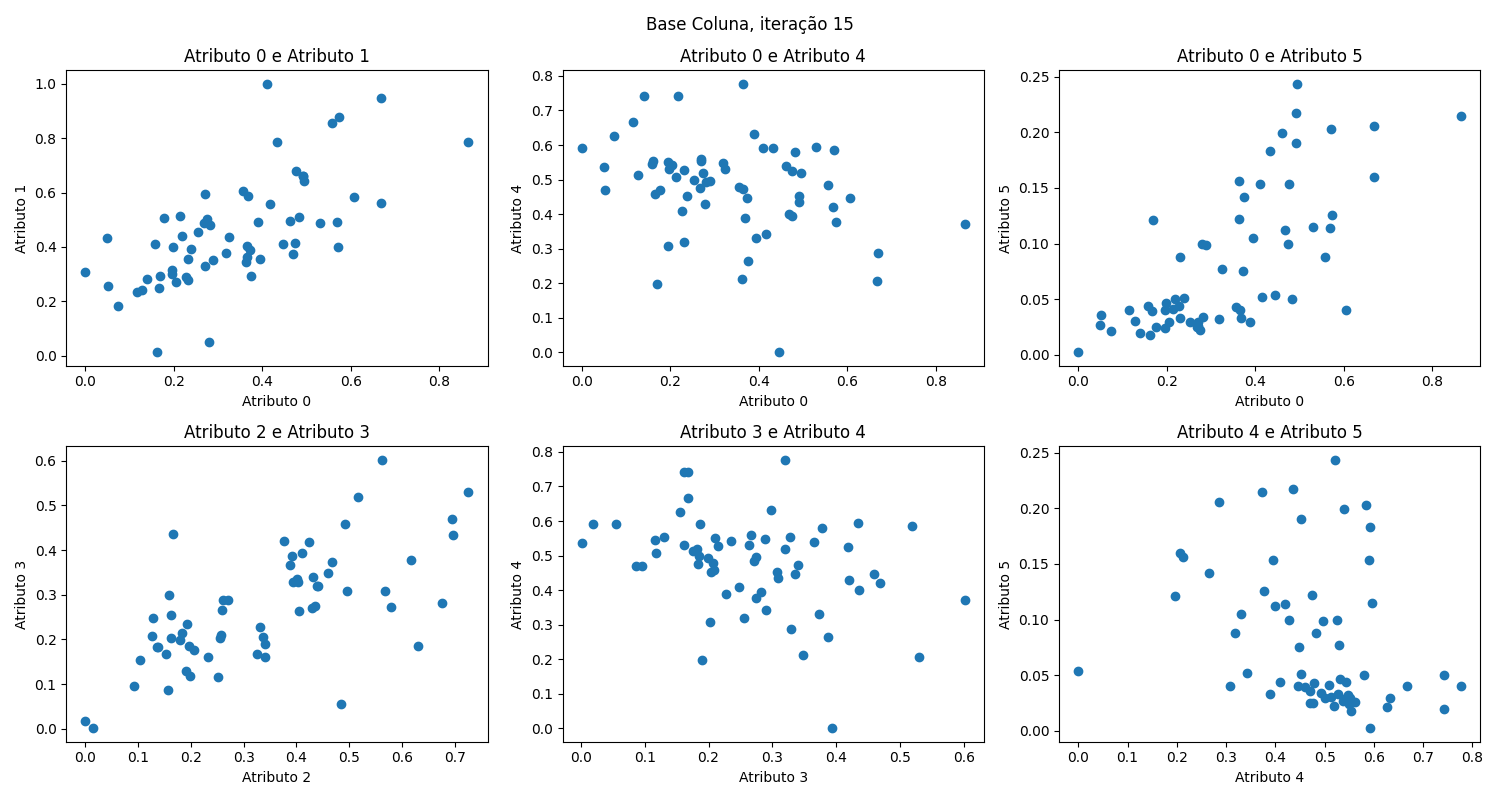 Base Coluna, iteração 15
Atributo 0 e Atributo 1
Atributo 1
1.0
0.8
0.6
0.4
0.2
0.0
0.0 0.2 0.4 0.6 0.8
Atributo 0
Atributo 0 e Atributo 4
Atributo 4
0.8
0.7
0.6
0.5
0.4
0.3
0.2
0.1
0.0
0.0 0.2 0.4 0.6 0.8
Atributo 0
Atributo 0 e Atributo 5
Atributo 5
0.25
0.20
0.15
0.10
0.05
0.00
0.0 0.2 0.4 0.6 0.8
Atributo 0
Atributo 2 e Atributo 3
Atributo 3
0.6
0.5
0.4
0.3
0.2
0.1
0.0
0.0 0.1 0.2 0.3 0.4 0.5 0.6 0.7
Atributo 2
Atributo 3 e Atributo 4
Atributo 4
0.8
0.7
0.6
0.5
0.4
0.3
0.2
0.1
0.0
0.0 0.1 0.2 0.3 0.4 0.5 0.6
Atributo 3
Atributo 4 e Atributo 5
Atributo 5
0.25
0.20
0.15
0.10
0.05
0.00
0.0 0.1 0.2 0.3 0.4 0.5 0.6 0.7 0.8
Atributo 4